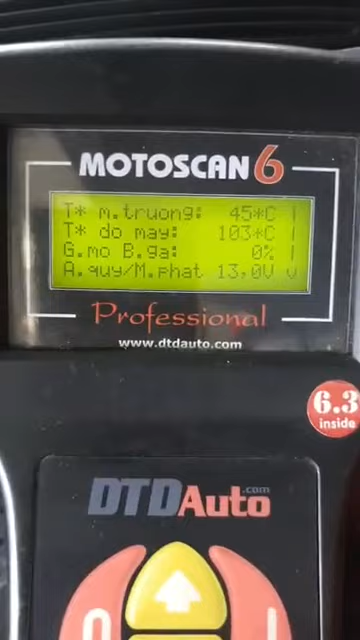 MOTOSCAN 6
T* m.truong: 45*C |
T* do may: 103*C |
G.mo B.ga: 0% |
A.quy/M.phat 13,0V v
Professional
www.dtdauto.com
6.3
inside
DTDAuto.com